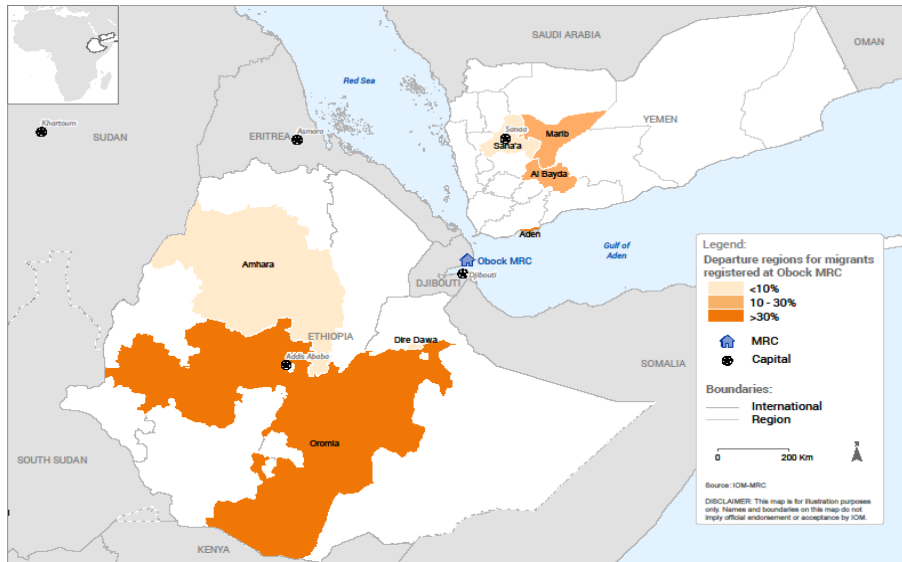 SAUDI ARABIA
OMAN
Red Sea
Khartoum
SUDAN
ERITREA
Asmara
Sanaa
Sana'a
Marib
YEMEN
Al Bayda
Aden
Gulf of
Aden
Amhara
Obock MRC
Djibouti
DJIBOUTI
ETHIOPIA
Dire Dawa
Addis Ababa
SOMALIA
Oromia
SOUTH SUDAN
KENYA
Legend:
Departure regions for migrants
registered at Obock MRC
<10%
10 - 30%
>30%
MRC
Capital
Boundaries:
International
Region
0 200 Km
Source: IOM-MRC
DISCLAIMER: This map is for illustration purposes
only. Names and boundaries on this map do not
imply official endorsement or acceptance by IOM.